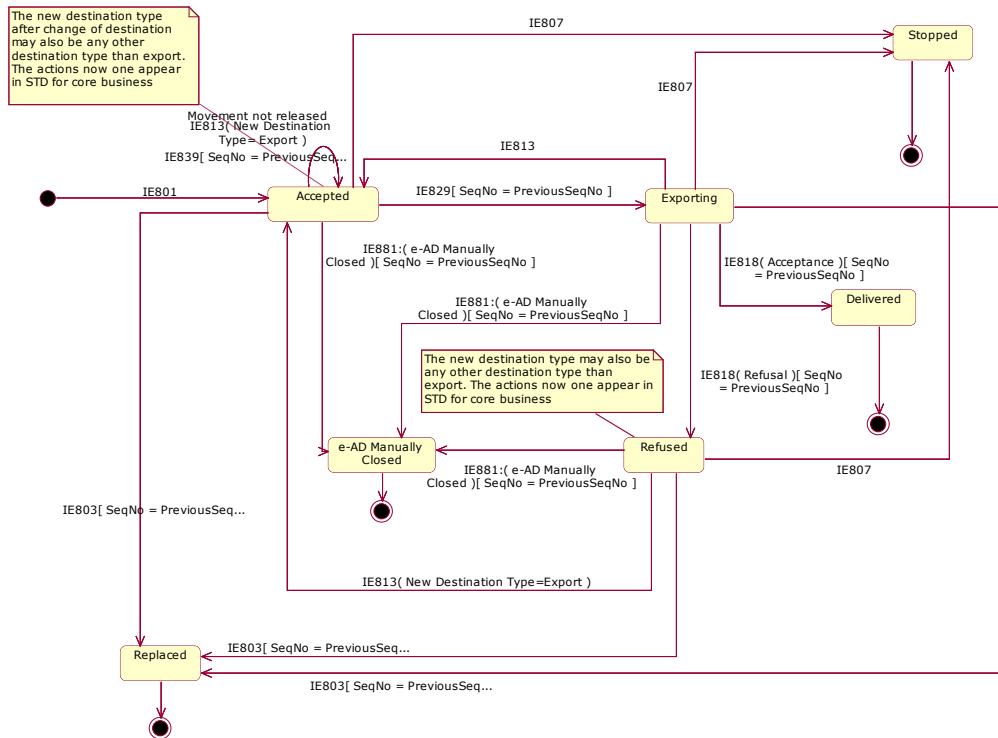 The new destination type
after change of destination
may also be any other
destination type than export.
The actions now one appear
in STD for core business
IE807
Stopped
IE807
Movement not released
IE813( New Destination
Type=Export )
IE839[ SeqNo = PreviousSeq...
IE813
IE801
Accepted
IE829[ SeqNo = PreviousSeqNo ]
Exporting
IE881:( e-AD Manually
Closed )[ SeqNo = PreviousSeqNo ]
IE818( Acceptance )[ SeqNo
= PreviousSeqNo ]
Delivered
IE881:( e-AD Manually
Closed )[ SeqNo = PreviousSeqNo ]
The new destination type may also be
any other destination type than
export. The actions now one appear in
STD for core business
IE818( Refusal )[ SeqNo
= PreviousSeqNo ]
e-AD Manually
Closed
Refused
IE881:( e-AD Manually
Closed )[ SeqNo = PreviousSeqNo ]
IE807
IE803[ SeqNo = PreviousSeq...
IE813( New Destination Type=Export )
Replaced
IE803[ SeqNo = PreviousSeq...
IE803[ SeqNo = PreviousSeq...